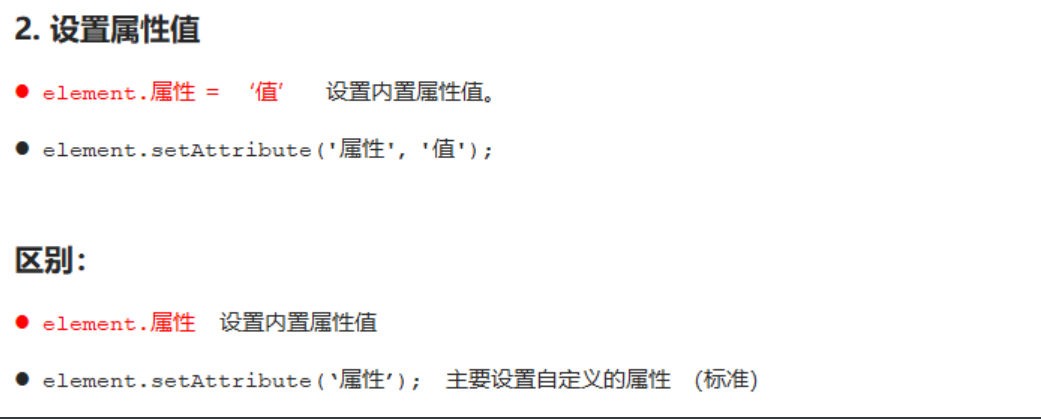 2. 设置属性值
● element.属性 = ‘值’ 设置内置属性值。
● element.setAttribute('属性', '值');
区别：
● element.属性 设置内置属性值
● element.setAttribute(‘属性’); 主要设置自定义的属性 (标准)